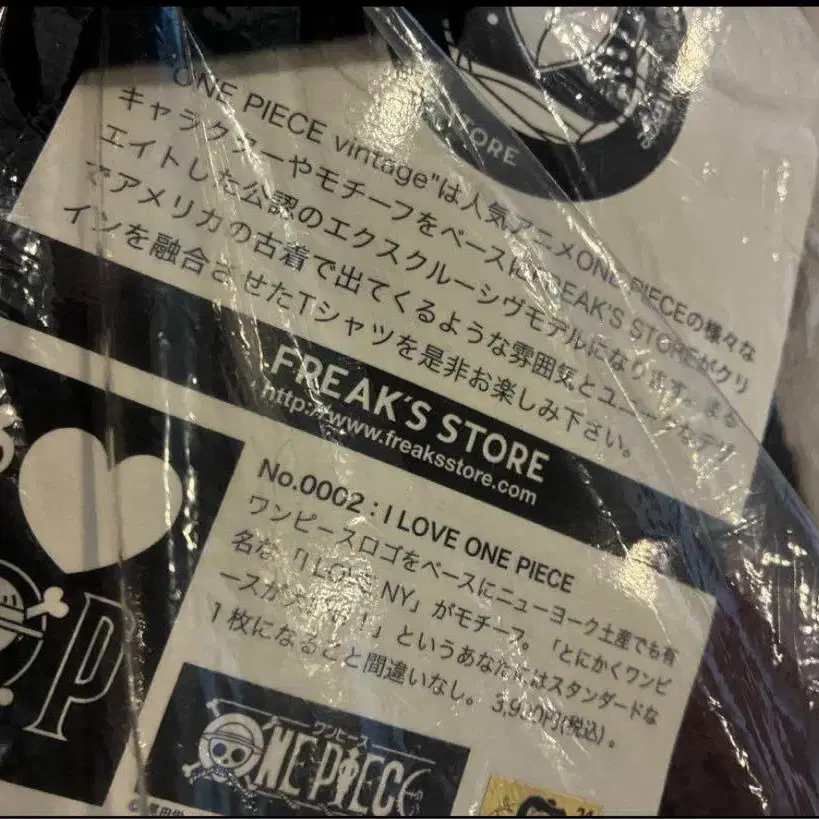 STORE
ONE PIECE vintage"は人気アニメONE PIECEの様々な
キャラクターやモチーフをベースにFREAK'S STOREがクリ
エイトした公認のエクスクルーシヴモデルになります。まる
でアメリカの古着で出てくるような雰囲気とユニークなデザ
インを融合させたTシャツを是非お楽しみ下さい。
FREAK'S STORE
http://www.freaksstore.com
No.0002 : I LOVE ONE PIECE
ワンピースロゴをベースにニューヨーク土産でも有
名な「I LOVE NY」がモチーフ。「とにかくワンピ
ースが大好き！」というあなたにはスタンダードな
1枚になること間違いなし。 (税込)。
P
ワンピース
ONE PIECE